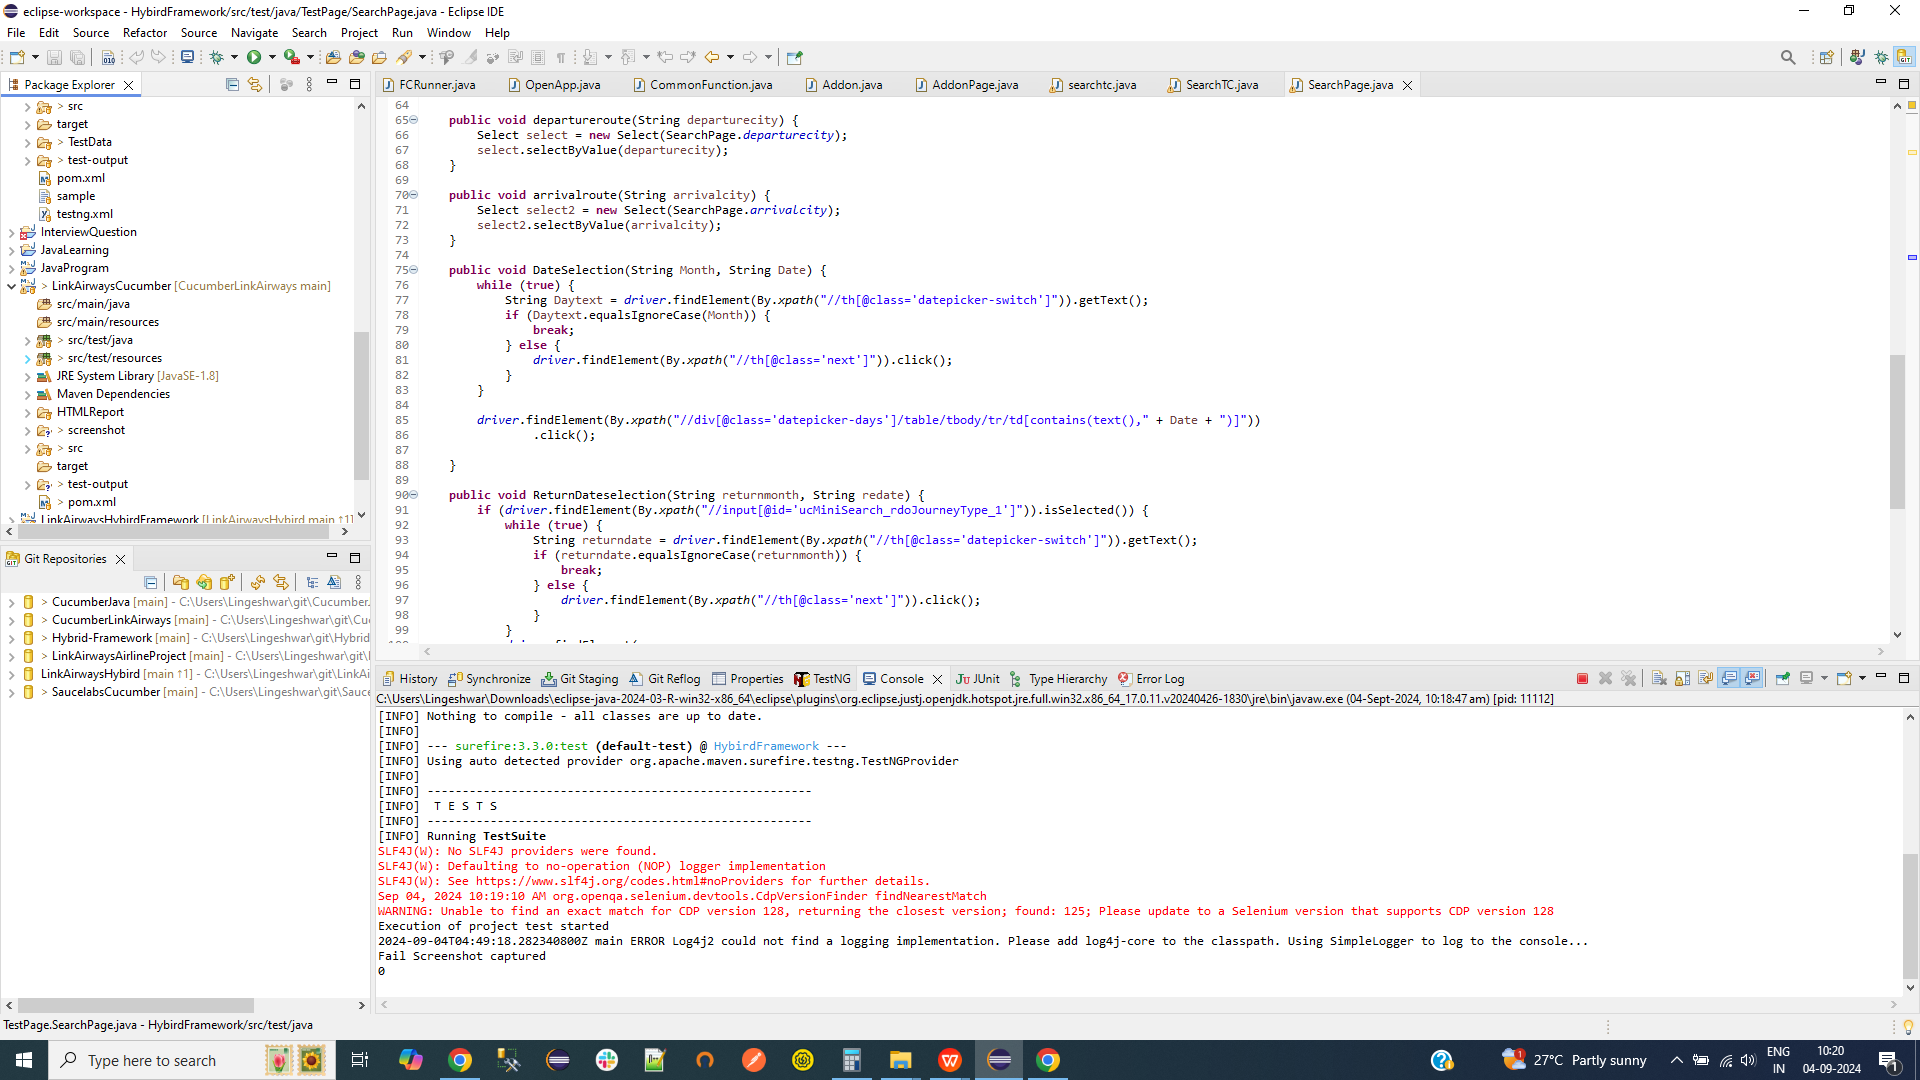 eclipse-workspace - HybirdFramework/src/test/java/TestPage/SearchPage.java - Eclipse IDE
File Edit Source Refactor Source Navigate Search Project Run Window Help
Package Explorer
> src
target
> TestData
> test-output
pom.xml
sample
testng.xml
InterviewQuestion
JavaLearning
JavaProgram
> LinkAirwaysCucumber [CucumberLinkAirways main]
src/main/java
src/main/resources
> src/test/java
> src/test/resources
JRE System Library [JavaSE-1.8]
Maven Dependencies
HTMLReport
> screenshot
> src
target
> test-output
> pom.xml
LinkAirwaysHybirdFramework [LinkAirwaysHybird main ↑1]
Git Repositories
> CucumberJava [main] - C:\Users\Lingeshwar\git\Cucumber
> CucumberLinkAirways [main] - C:\Users\Lingeshwar\git\Cu
> Hybrid-Framework [main] - C:\Users\Lingeshwar\git\Hybrid
> LinkAirwaysAirlineProject [main] - C:\Users\Lingeshwar\git\
LinkAirwaysHybird [main ↑1] - C:\Users\Lingeshwar\git\LinkAi
> SaucelabsCucumber [main] - C:\Users\Lingeshwar\git\Sauce
FCRunner.java OpenApp.java CommonFunction.java Addon.java AddonPage.java searchtc.java SearchTC.java SearchPage.java
64
65 public void departureroute(String departurecity) {
66 Select select = new Select(SearchPage.departurecity);
67 select.selectByValue(departurecity);
68 }
69
70 public void arrivalroute(String arrivalcity) {
71 Select select2 = new Select(SearchPage.arrivalcity);
72 select2.selectByValue(arrivalcity);
73 }
74
75 public void DateSelection(String Month, String Date) {
76 while (true) {
77 String Daytext = driver.findElement(By.xpath("//th[@class='datepicker-switch']")).getText();
78 if (Daytext.equalsIgnoreCase(Month)) {
79 break;
80 } else {
81 driver.findElement(By.xpath("//th[@class='next']")).click();
82 }
83 }
84
85 driver.findElement(By.xpath("//div[@class='datepicker-days']/table/tbody/tr/td[contains(text()," + Date + ")]"))
86 .click();
87
88 }
89
90 public void ReturnDateselection(String returnmonth, String redate) {
91 if (driver.findElement(By.xpath("//input[@id='ucMiniSearch_rdoJourneyType_1']")).isSelected()) {
92 while (true) {
93 String returndate = driver.findElement(By.xpath("//th[@class='datepicker-switch']")).getText();
94 if (returndate.equalsIgnoreCase(returnmonth)) {
95 break;
96 } else {
97 driver.findElement(By.xpath("//th[@class='next']")).click();
98 }
99 }
History Synchronize Git Staging Git Reflog Properties TestNG Console JUnit Type Hierarchy Error Log
C:\Users\Lingeshwar\Downloads\eclipse-java-2024-03-R-win32-x86_64\eclipse\plugins\org.eclipse.justj.openjdk.hotspot.jre.full.win32.x86_64_17.0.11.v20240426-1830\jre\bin\javaw.exe (04-Sept-2024, 10:18:47 am) [pid: 11112]
[INFO] Nothing to compile - all classes are up to date.
[INFO]
[INFO] --- surefire:3.3.0:test (default-test) @ HybirdFramework ---
[INFO] Using auto detected provider org.apache.maven.surefire.testng.TestNGProvider
[INFO]
[INFO] -------------------------------------------------------
[INFO]  T E S T S
[INFO] -------------------------------------------------------
[INFO] Running TestSuite
SLF4J(W): No SLF4J providers were found.
SLF4J(W): Defaulting to no-operation (NOP) logger implementation
SLF4J(W): See https://www.slf4j.org/codes.html#noProviders for further details.
Sep 04, 2024 10:19:10 AM org.openqa.selenium.devtools.CdpVersionFinder findNearestMatch
WARNING: Unable to find an exact match for CDP version 128, returning the closest version; found: 125; Please update to a Selenium version that supports CDP version 128
Execution of project test started
2024-09-04T04:49:18.282340800Z main ERROR Log4j2 could not find a logging implementation. Please add log4j-core to the classpath. Using SimpleLogger to log to the console...
Fail Screenshot captured
0
TestPage.SearchPage.java - HybirdFramework/src/test/java
Type here to search
27°C Partly sunny
ENG
IN
10:20
04-09-2024